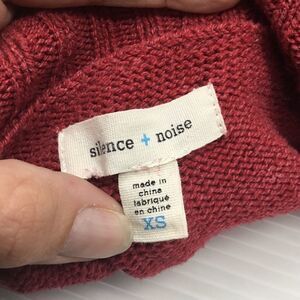 silence + noise
made in
china
fabriqué
en chine
XS